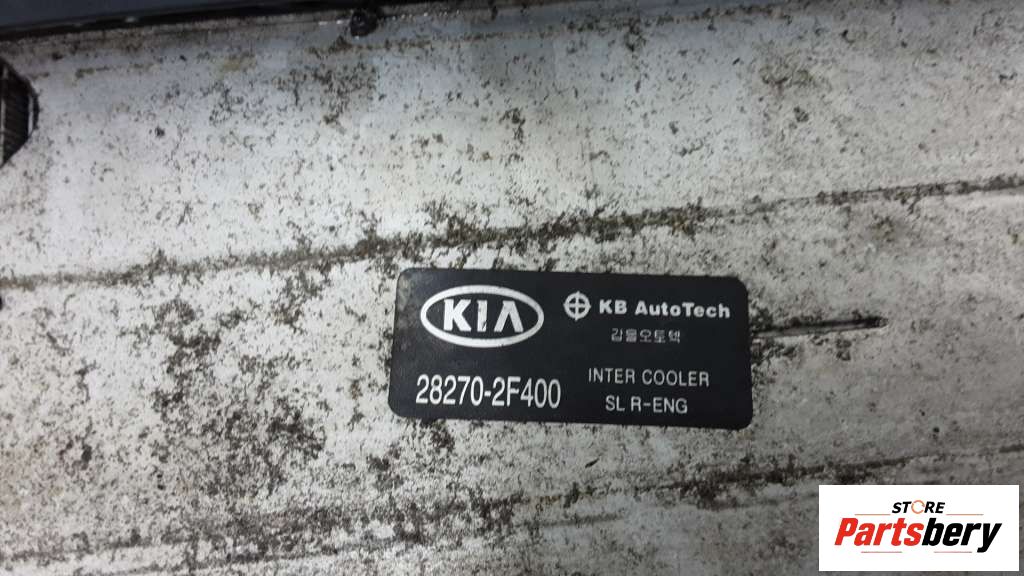 KIA
KB AutoTech
갑을오토텍
28270-2F400
INTER COOLER
SL R-ENG
STORE
Partsbery